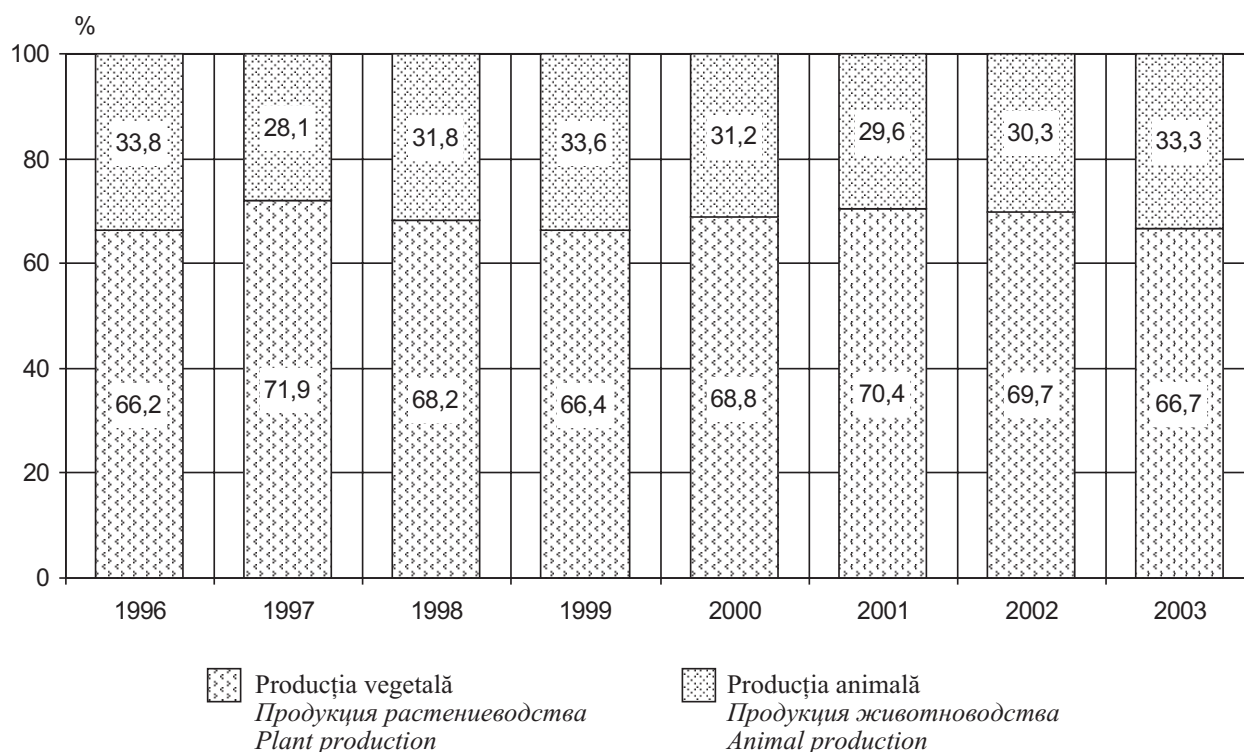 %
100
80
60
40
20
0
33,8 28,1 31,8 33,6 31,2 29,6 30,3 33,3
66,2 71,9 68,2 66,4 68,8 70,4 69,7 66,7
1996 1997 1998 1999 2000 2001 2002 2003
Producția vegetală
Продукция растениеводства
Plant production
Producția animală
Продукция животноводства
Animal production